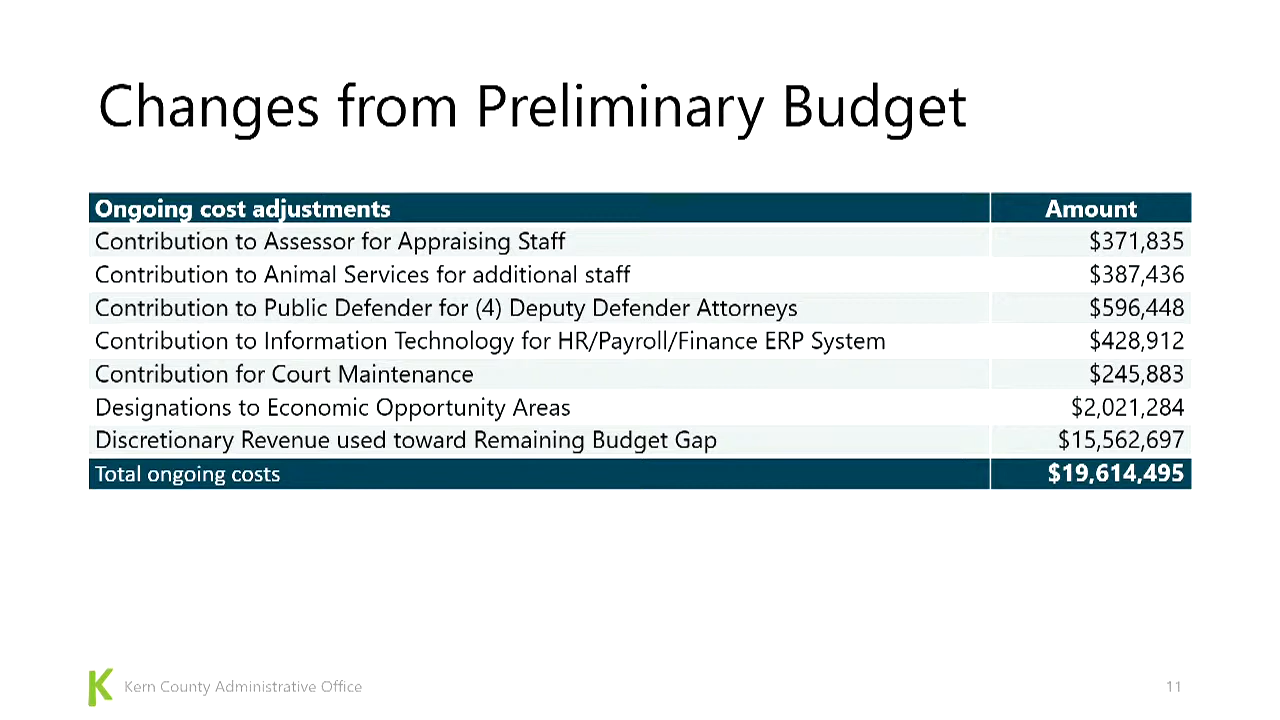 Changes from Preliminary Budget
Ongoing cost adjustments Amount
Contribution to Assessor for Appraising Staff $371,835
Contribution to Animal Services for additional staff $387,436
Contribution to Public Defender for (4) Deputy Defender Attorneys $596,448
Contribution to Information Technology for HR/Payroll/Finance ERP System $428,912
Contribution for Court Maintenance $245,883
Designations to Economic Opportunity Areas $2,021,284
Discretionary Revenue used toward Remaining Budget Gap $15,562,697
Total ongoing costs $19,614,495
K Kern County Administrative Office 11